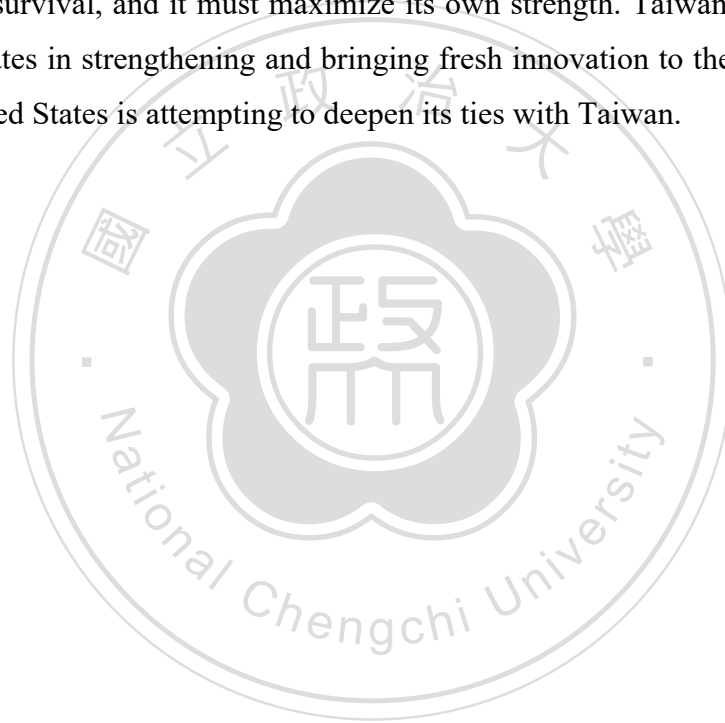 survival, and it must maximize its own strength. Taiwan
tes in strengthening and bringing fresh innovation to the
ed States is attempting to deepen its ties with Taiwan.
國立政治大學
政
National Chengchi University